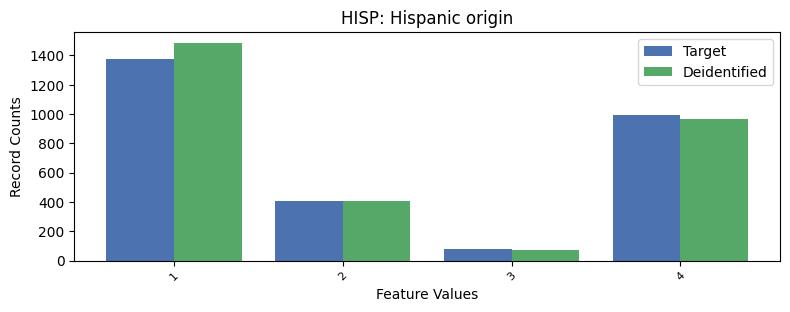 HISP: Hispanic origin
Target
Deidentified
Record Counts
1400
1200
1000
800
600
400
200
0
1
2
3
4
Feature Values